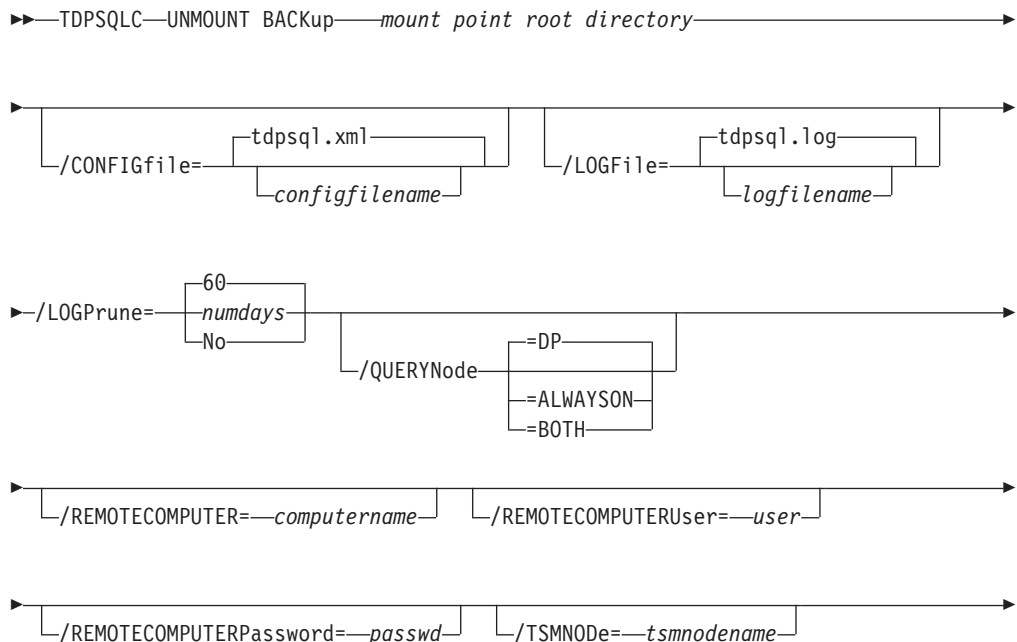 TDPSQLC UNMOUNT BACKup mount point root directory
tdpsql.xml tdpsql.log
/CONFIGfile= /LOGFile=
configfilename logfilename
60
/LOGPrune= numdays
No =DP
/QUERYNode
=ALWAYSON
=BOTH
/REMOTECOMPUTER= computername /REMOTECOMPUTERUser= user
/REMOTECOMPUTERPassword= passwd /TSMNODe= tsmnodename